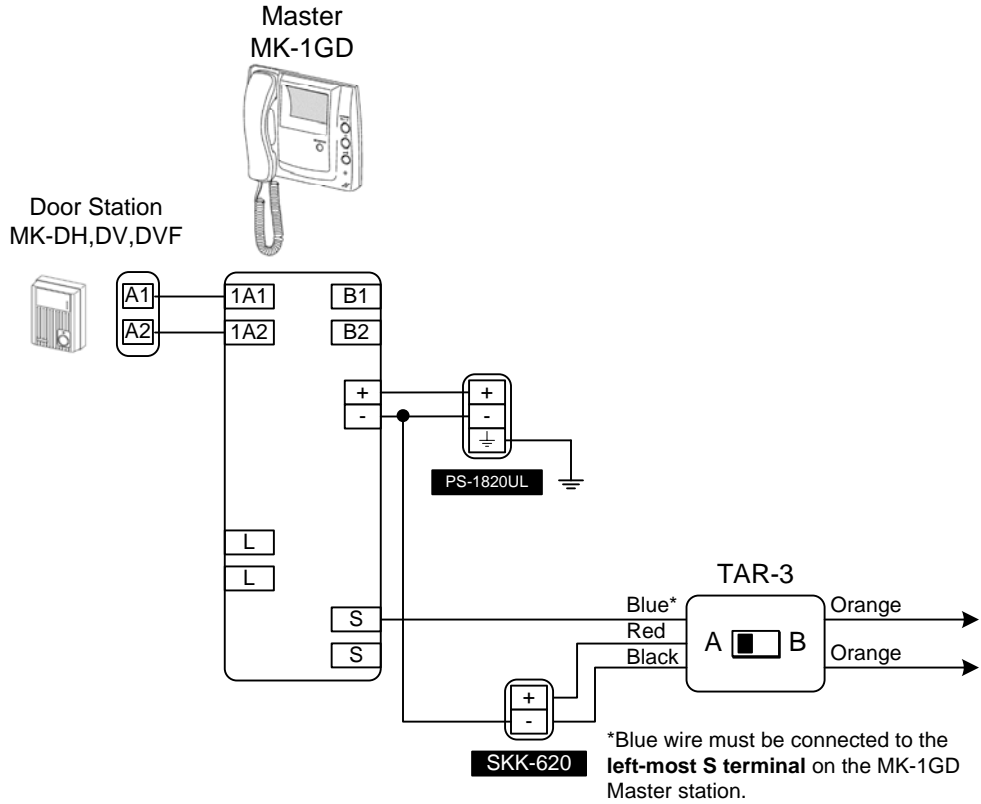 Master
MK-1GD
Door Station
MK-DH,DV,DVF
A1
1A1
B1
A2
1A2
B2
+
+
-
-
PS-1820UL
L
L
TAR-3
S
Blue*
Orange
Red
A
B
S
Black
Orange
+
-
SKK-620
*Blue wire must be connected to the
left-most S terminal on the MK-1GD
Master station.